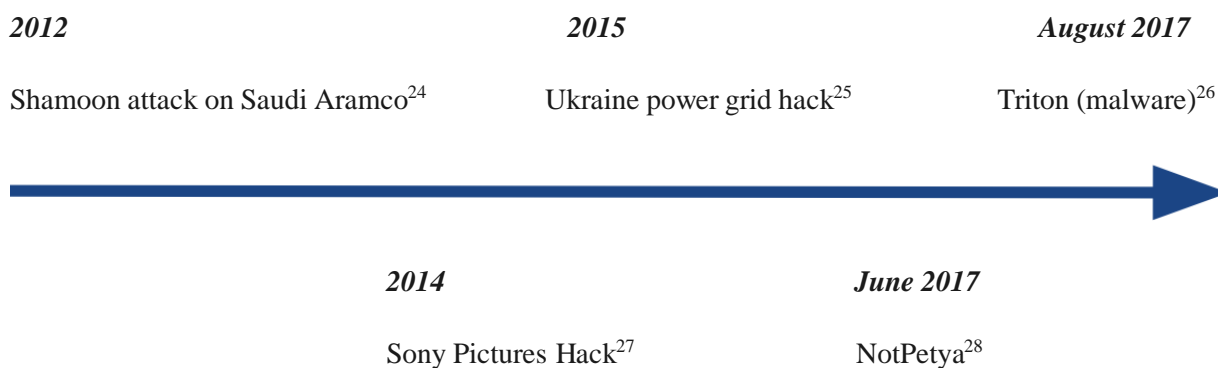 2012 2015 August 2017
Shamoon attack on Saudi Aramco24 Ukraine power grid hack25 Triton (malware)26
2014 June 2017
Sony Pictures Hack27 NotPetya28